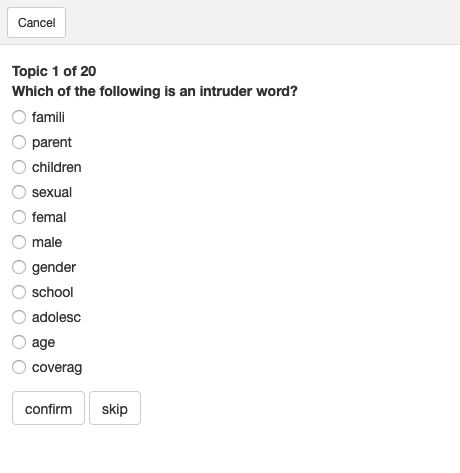 Cancel
Topic 1 of 20
Which of the following is an intruder word?
famili
parent
children
sexual
femal
male
gender
school
adolesc
age
coverag
confirm skip